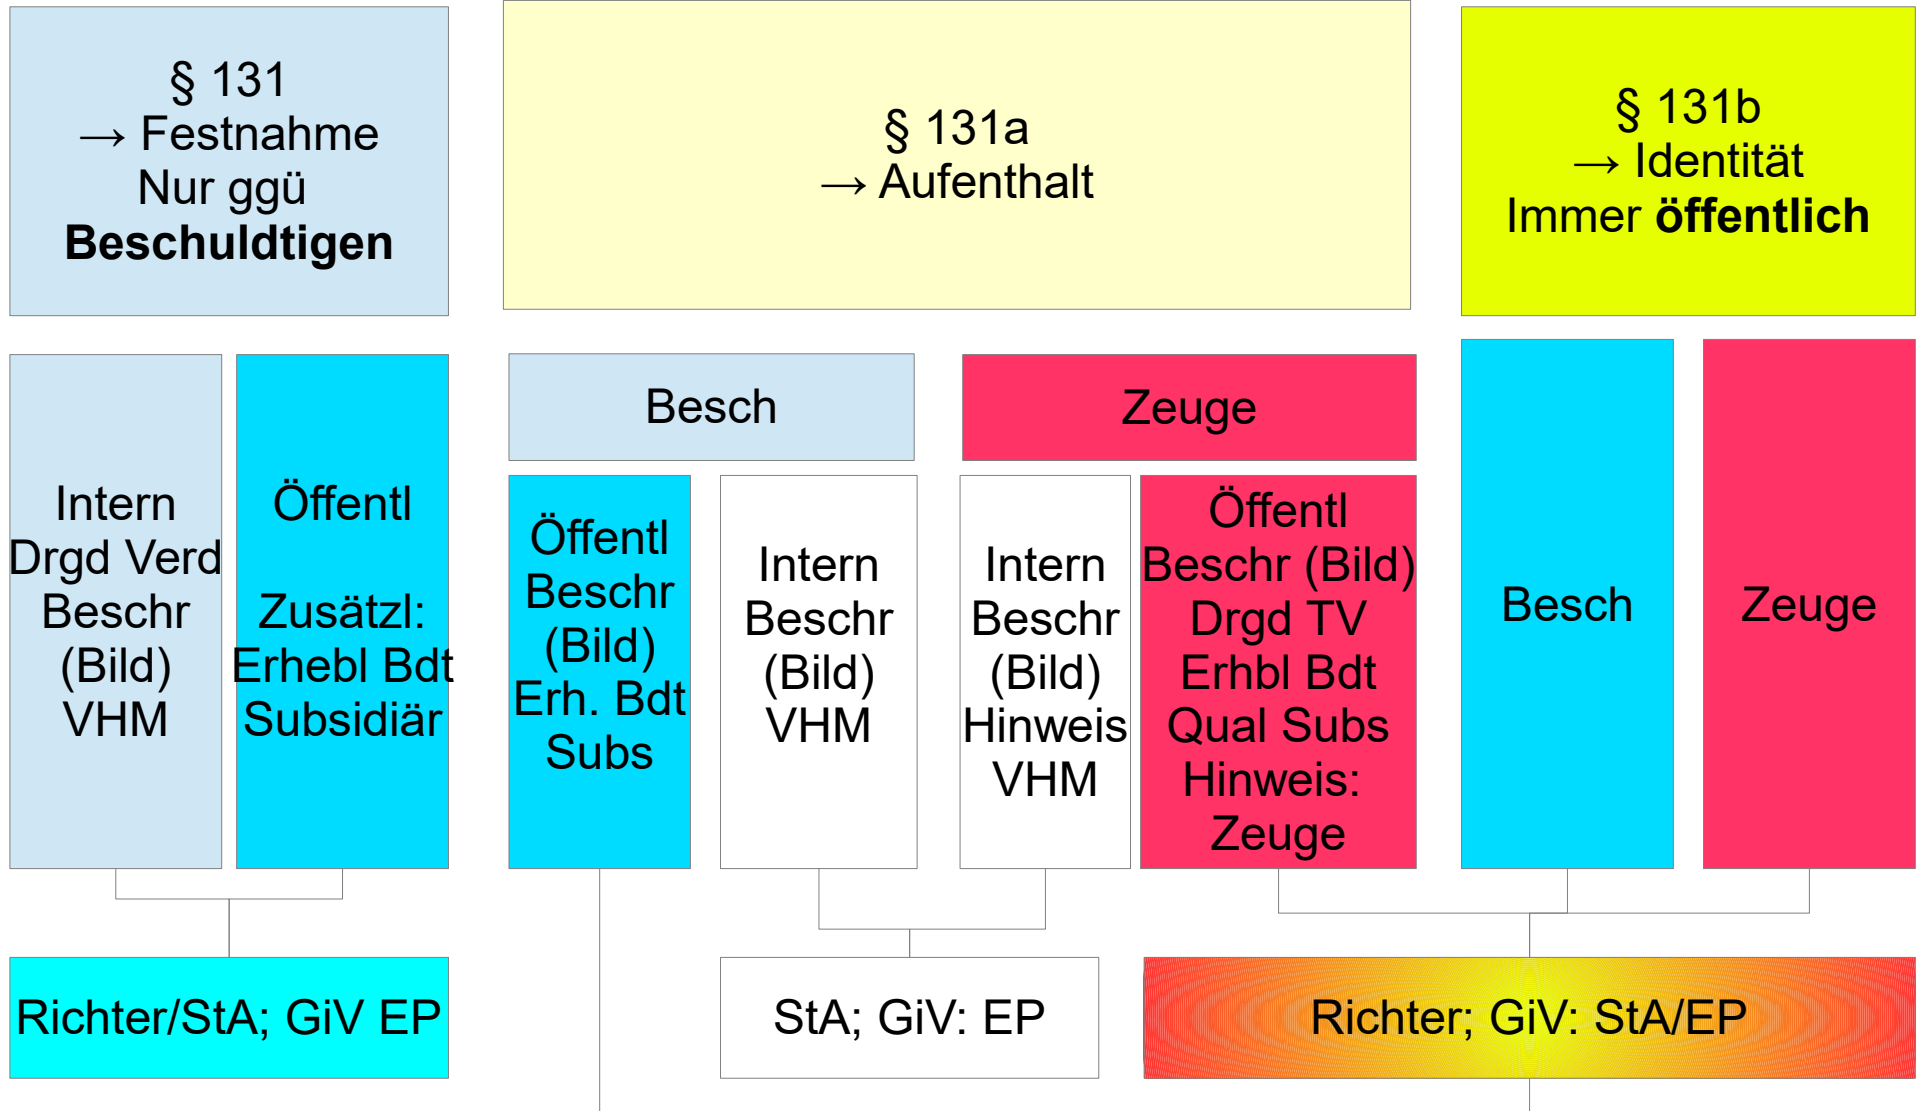 § 131
→ Festnahme
Nur ggü
Beschuldtigen
§ 131a
→ Aufenthalt
§ 131b
→ Identität
Immer öffentlich
Intern
Drgd Verd
Beschr
(Bild)
VHM
Öffentl
Zusätzl:
Erhebl Bdt
Subsidiär
Besch
Öffentl
Beschr
(Bild)
Erh. Bdt
Subs
Intern
Beschr
(Bild)
VHM
Zeuge
Intern
Beschr
(Bild)
Hinweis
VHM
Öffentl
Beschr (Bild)
Drgd TV
Erhbl Bdt
Qual Subs
Hinweis:
Zeuge
Besch
Zeuge
Richter/StA; GiV EP
StA; GiV: EP
Richter; GiV: StA/EP